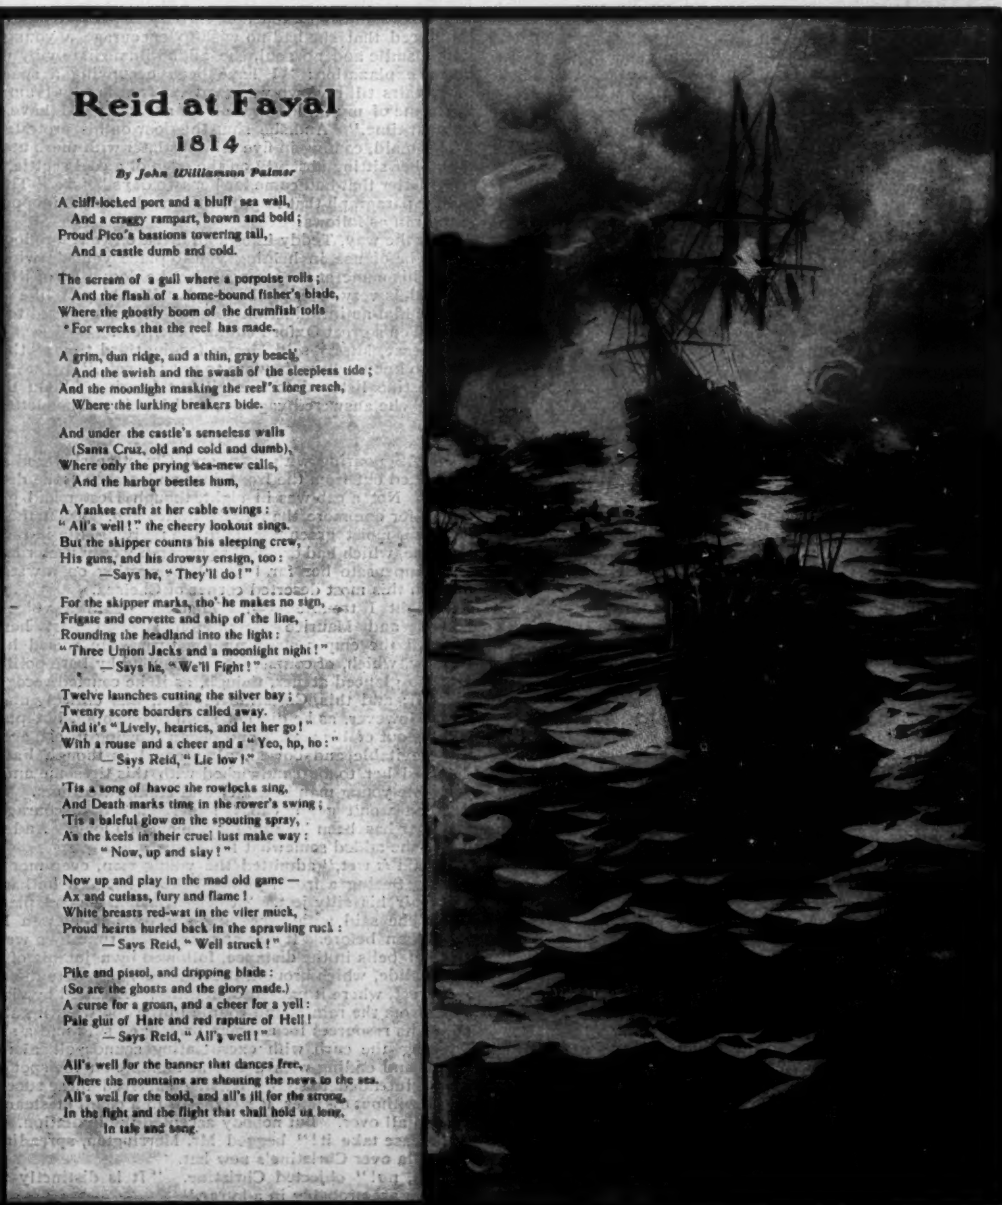 Reid at Fayal
1814
By John Williamson Palmer
A cliff-locked port and a bluff sea wall,
And a craggy rampart, brown and bold;
Proud Pico's bastions towering tall,
And a castle dumb and cold.
The scream of a gull where a porpoise rolls;
And the flash of a home-bound fisher's blade,
Where the ghostly boom of the drumfish tolls
For wrecks that the reef has made.
A grim, dun ridge, and a thin, gray beach,
And the swish and the swash of the sleepless tide;
And the moonlight masking the reef's long reach,
Where the lurking breakers bide.
And under the castle's senseless walls
(Santa Cruz, old and cold and dumb),
Where only the prying sea-mew calls,
And the harbor beetles hum,
A Yankee craft at her cable swings:
"All's well!" the cheery lookout sings.
But the skipper counts his sleeping crew,
His guns, and his drowsy ensign, too:
—Says he, "They'll do!"
For the skipper marks, tho' he makes no sign,
Frigate and corvette and ship of the line,
Rounding the headland into the light:
"Three Union Jacks and a moonlight night!"
—Says he, "We'll Fight!"
Twelve launches cutting the silver bay;
Twenty score boarders called away.
And it's "Lively, hearties, and let her go!"
With a rouse and a cheer and a "Yeo, hp, ho:"
—Says Reid, "Lie low!"
'Tis a song of havoc the rowlocks sing,
And Death marks time in the rower's swing;
'Tis a baleful glow on the spouting spray,
As the keels in their cruel lust make way:
"Now, up and slay!"
Now up and play in the mad old game—
Ax and cutlass, fury and flame!
White breasts red-wat in the viler muck,
Proud hearts hurled back in the sprawling ruck:
—Says Reid, "Well struck!"
Pike and pistol, and dripping blade:
(So are the ghosts and the glory made.)
A curse for a groan, and a cheer for a yell:
Pale glut of Hate and red rapture of Hell!
—Says Reid, "All's well!"
All's well for the banner that dances free,
Where the mountains are shouting the news to the sea.
All's well for the bold, and all's ill for the strong,
In the fight and the flight that shall hold us long,
In tale and song.